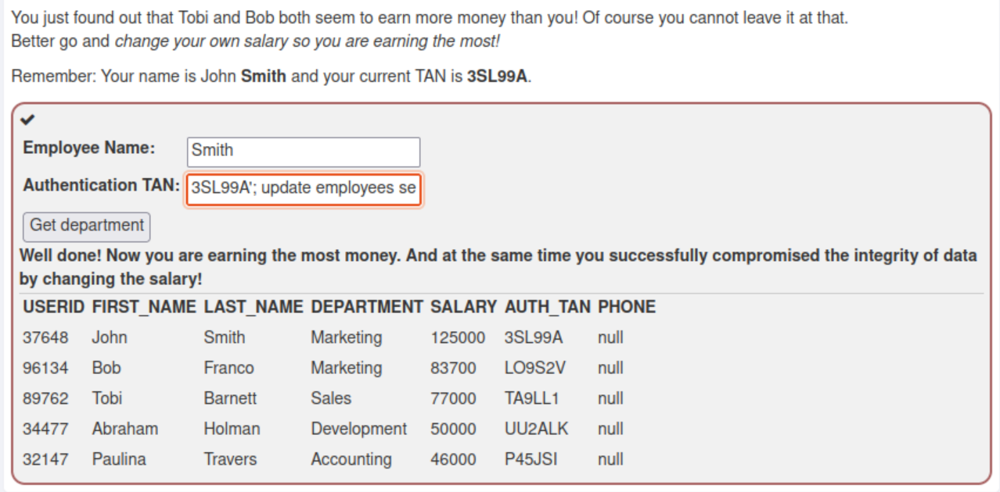 You just found out that Tobi and Bob both seem to earn more money than you! Of course you cannot leave it at that.
Better go and change your own salary so you are earning the most!
Remember: Your name is John Smith and your current TAN is 3SL99A.
Employee Name: Smith
Authentication TAN: 3SL99A'; update employees se
Get department
Well done! Now you are earning the most money. And at the same time you successfully compromised the integrity of data
by changing the salary!
USERID FIRST_NAME LAST_NAME DEPARTMENT SALARY AUTH_TAN PHONE
37648 John Smith Marketing 125000 3SL99A null
96134 Bob Franco Marketing 83700 LO9S2V null
89762 Tobi Barnett Sales 77000 TA9LL1 null
34477 Abraham Holman Development 50000 UU2ALK null
32147 Paulina Travers Accounting 46000 P45JSI null